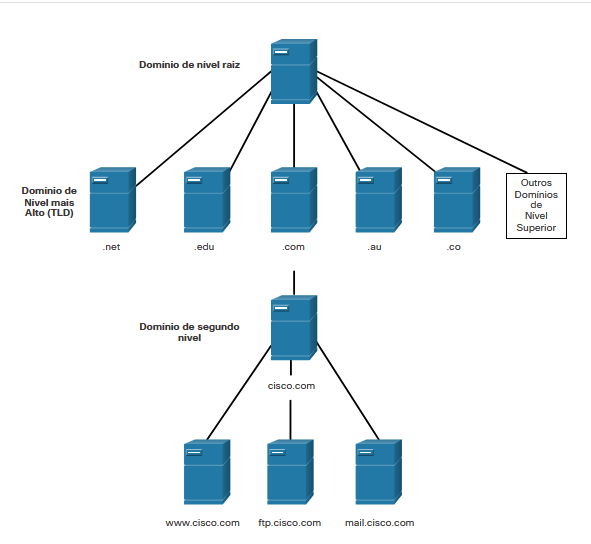 Domínio de nível raiz
Domínio de
Nível mais
Alto (TLD)
.net
.edu
.com
.au
.co
Outros
Domínios
de
Nível
Superior
Domínio de segundo
nível
cisco.com
www.cisco.com
ftp.cisco.com
mail.cisco.com